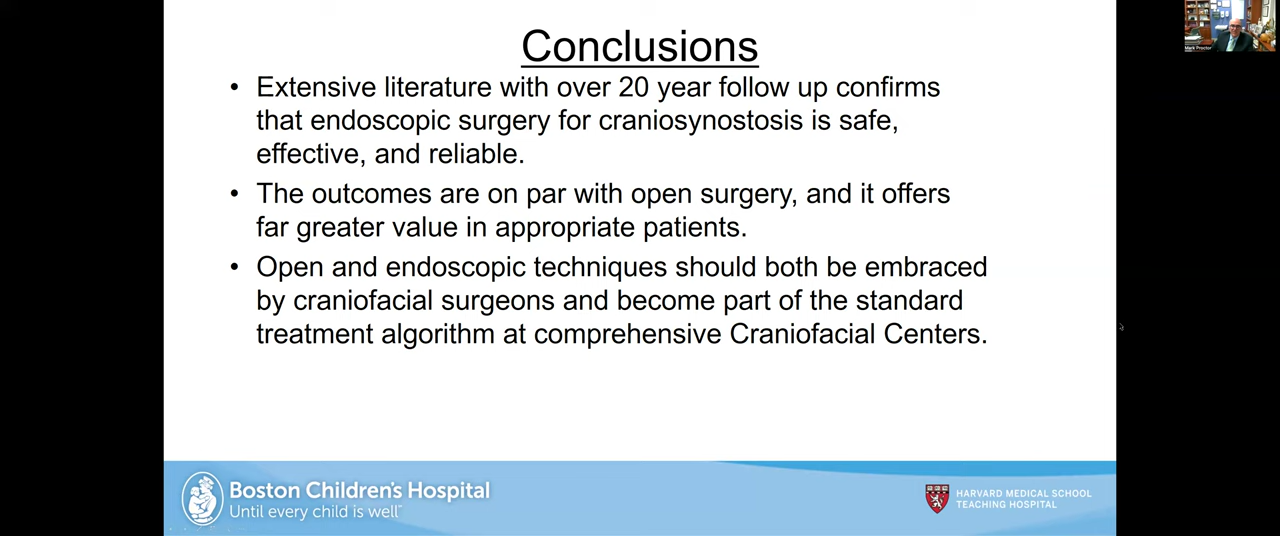 Conclusions
• Extensive literature with over 20 year follow up confirms
that endoscopic surgery for craniosynostosis is safe,
effective, and reliable.
• The outcomes are on par with open surgery, and it offers
far greater value in appropriate patients.
• Open and endoscopic techniques should both be embraced
by craniofacial surgeons and become part of the standard
treatment algorithm at comprehensive Craniofacial Centers.
Mark Proctor
Boston Children's Hospital
Until every child is well™
HARVARD MEDICAL SCHOOL
TEACHING HOSPITAL